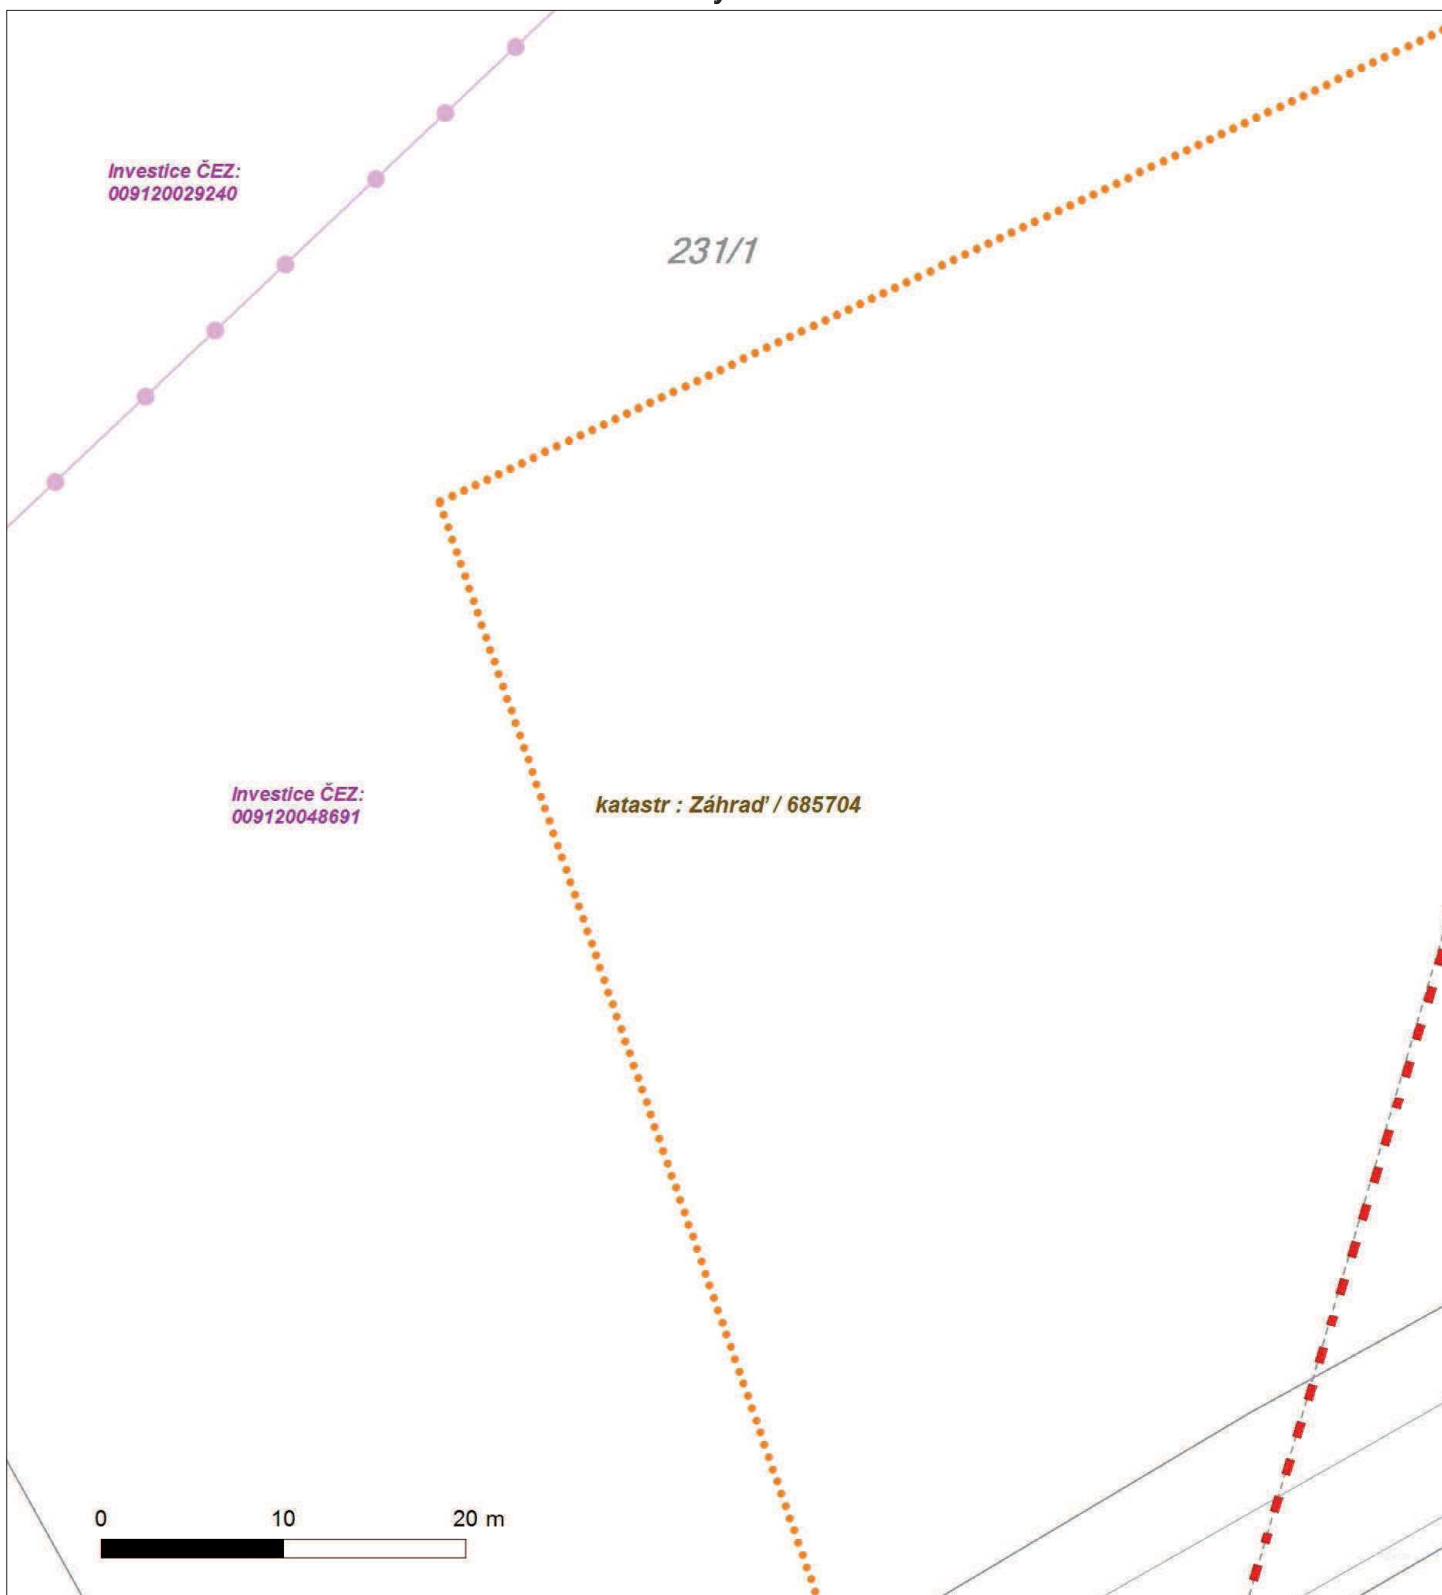 Investice ČEZ:
009120029240
231/1
Investice ČEZ:
009120048691
katastr : Záhraď / 685704
0 10 20 m